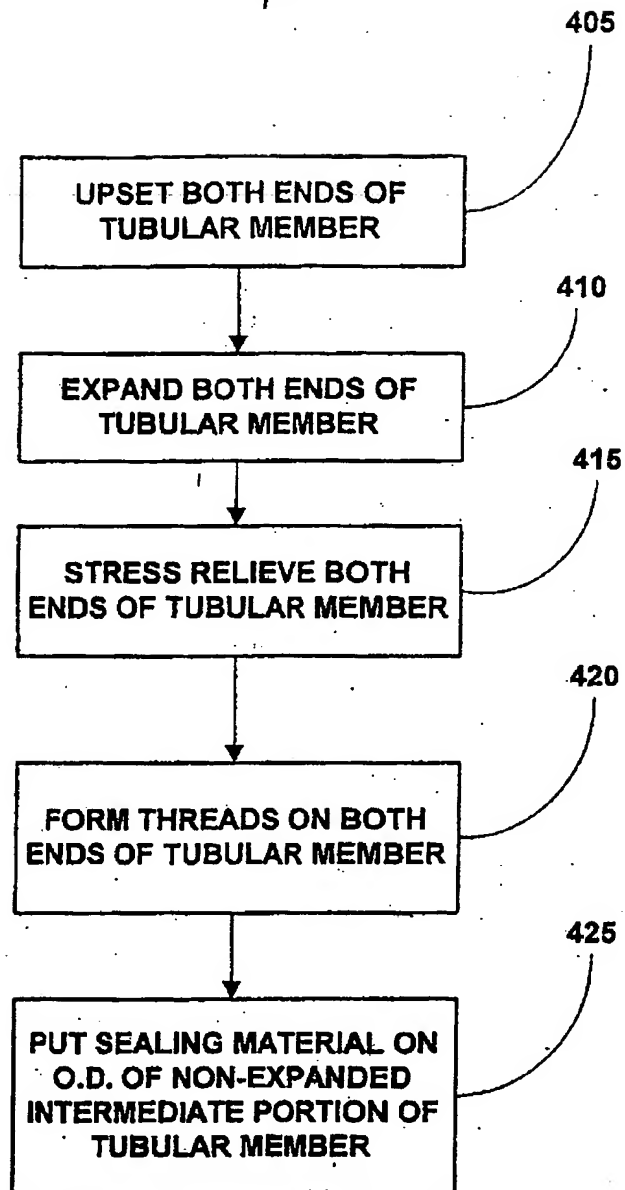 405
UPSET BOTH ENDS OF
TUBULAR MEMBER
410
EXPAND BOTH ENDS OF
TUBULAR MEMBER
415
STRESS RELIEVE BOTH
ENDS OF TUBULAR MEMBER
420
FORM THREADS ON BOTH
ENDS OF TUBULAR MEMBER
425
PUT SEALING MATERIAL ON
O.D. OF NON-EXPANDED
INTERMEDIATE PORTION OF
TUBULAR MEMBER